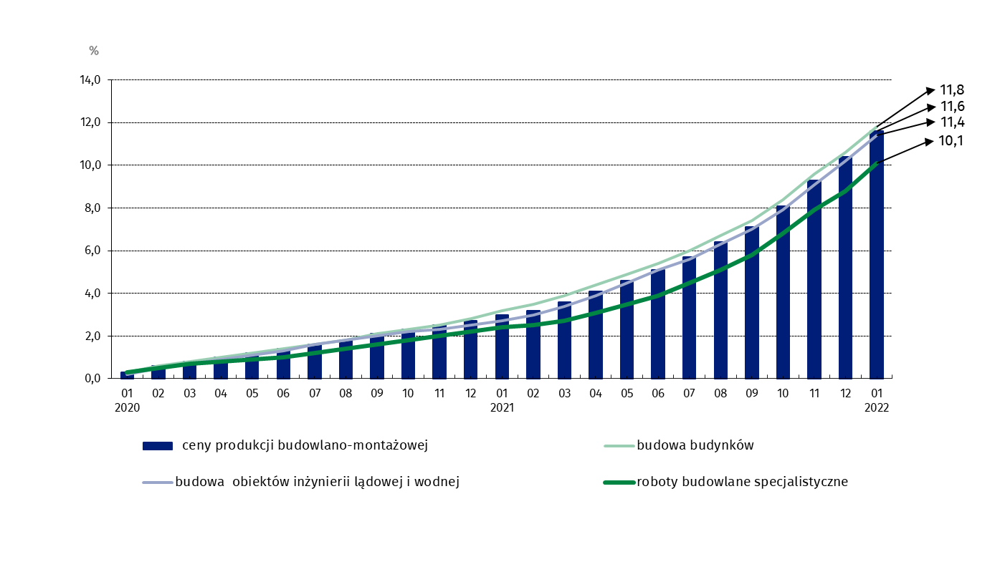 %
14,0
12,0
10,0
8,0
6,0
4,0
2,0
0,0
11,8
11,6
11,4
10,1
01 02 03 04 05 06 07 08 09 10 11 12 01 02 03 04 05 06 07 08 09 10 11 12 01
2020 2021 2022
ceny produkcji budowlano-montażowej
budowa budynków
budowa obiektów inżynierii lądowej i wodnej
roboty budowlane specjalistyczne